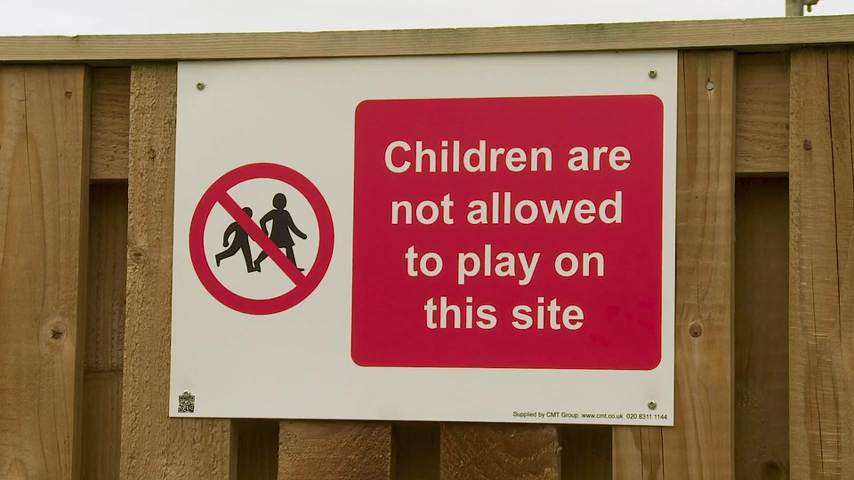 Children are
not allowed
to play on
this site
Supplied by CMT Group www.cmt.co.uk 020 8311 1144